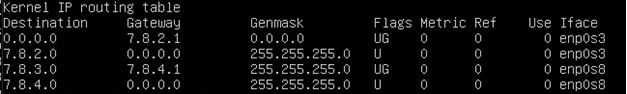 Kernel IP routing table
Destination     Gateway         Genmask         Flags Metric Ref    Use Iface
0.0.0.0         7.8.2.1         0.0.0.0         UG    0      0        0 enp0s3
7.8.2.0         0.0.0.0         255.255.255.0   U     0      0        0 enp0s3
7.8.3.0         7.8.4.1         255.255.255.0   UG    0      0        0 enp0s8
7.8.4.0         0.0.0.0         255.255.255.0   U     0      0        0 enp0s8